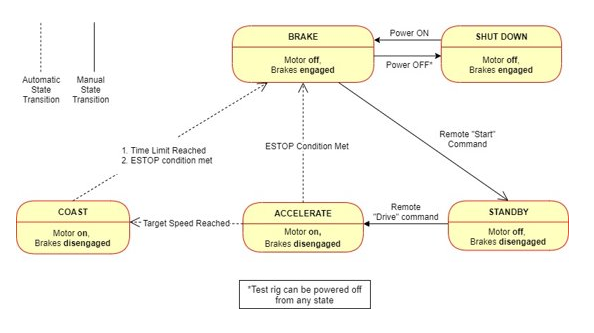 BRAKE
Motor off,
Brakes engaged
Power ON
Power OFF*
SHUT DOWN
Motor off,
Brakes engaged
Automatic
State
Transition
Manual
State
Transition
1. Time Limit Reached
2. ESTOP condition met
ESTOP Condition Met
Remote "Start"
Command
COAST
Motor on,
Brakes disengaged
Target Speed Reached
ACCELERATE
Motor on,
Brakes disengaged
Remote
"Drive" command
STANDBY
Motor off,
Brakes disengaged
*Test rig can be powered off
from any state